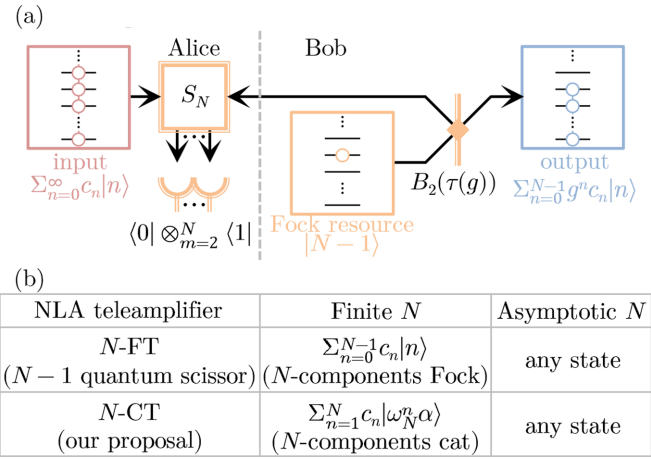 (a)
Alice
Bob
⋮
S_N
⋯
input
Σ_{n=0}^{∞} c_n|n⟩
⋯
⟨0| ⊗_{m=2}^{N} ⟨1|
⋮
⋮
Fock resource
|N − 1⟩
B_2(τ(g))
⋮
output
Σ_{n=0}^{N−1} g^n c_n|n⟩
(b)
NLA teleamplifier Finite N Asymptotic N
N-FT Σ_{n=0}^{N−1} c_n|n⟩ any state
(N − 1 quantum scissor) (N-components Fock)
N-CT Σ_{n=1}^{N} c_n|ω_N^n α⟩ any state
(our proposal) (N-components cat)